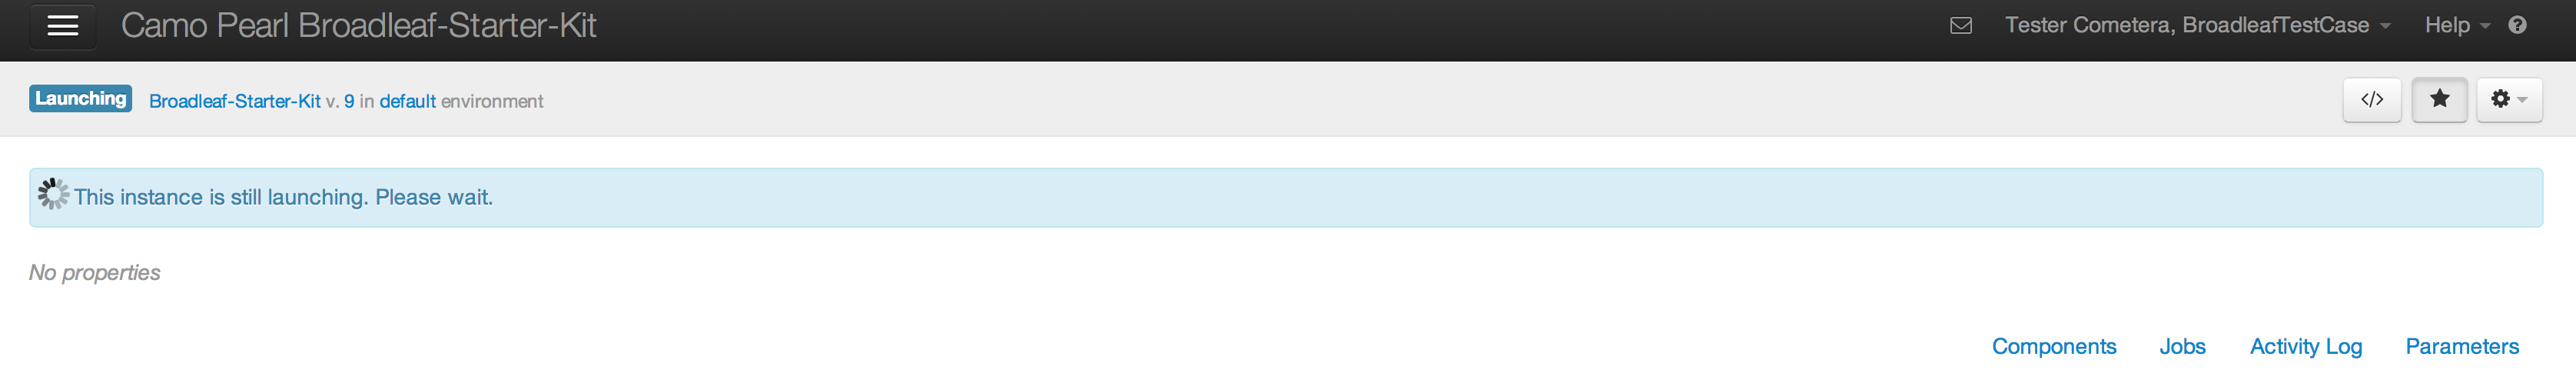 Camo Pearl Broadleaf-Starter-Kit
Tester Cometera, BroadleafTestCase
Help
Launching
Broadleaf-Starter-Kit v. 9 in default environment
This instance is still launching. Please wait.
No properties
Components
Jobs
Activity Log
Parameters